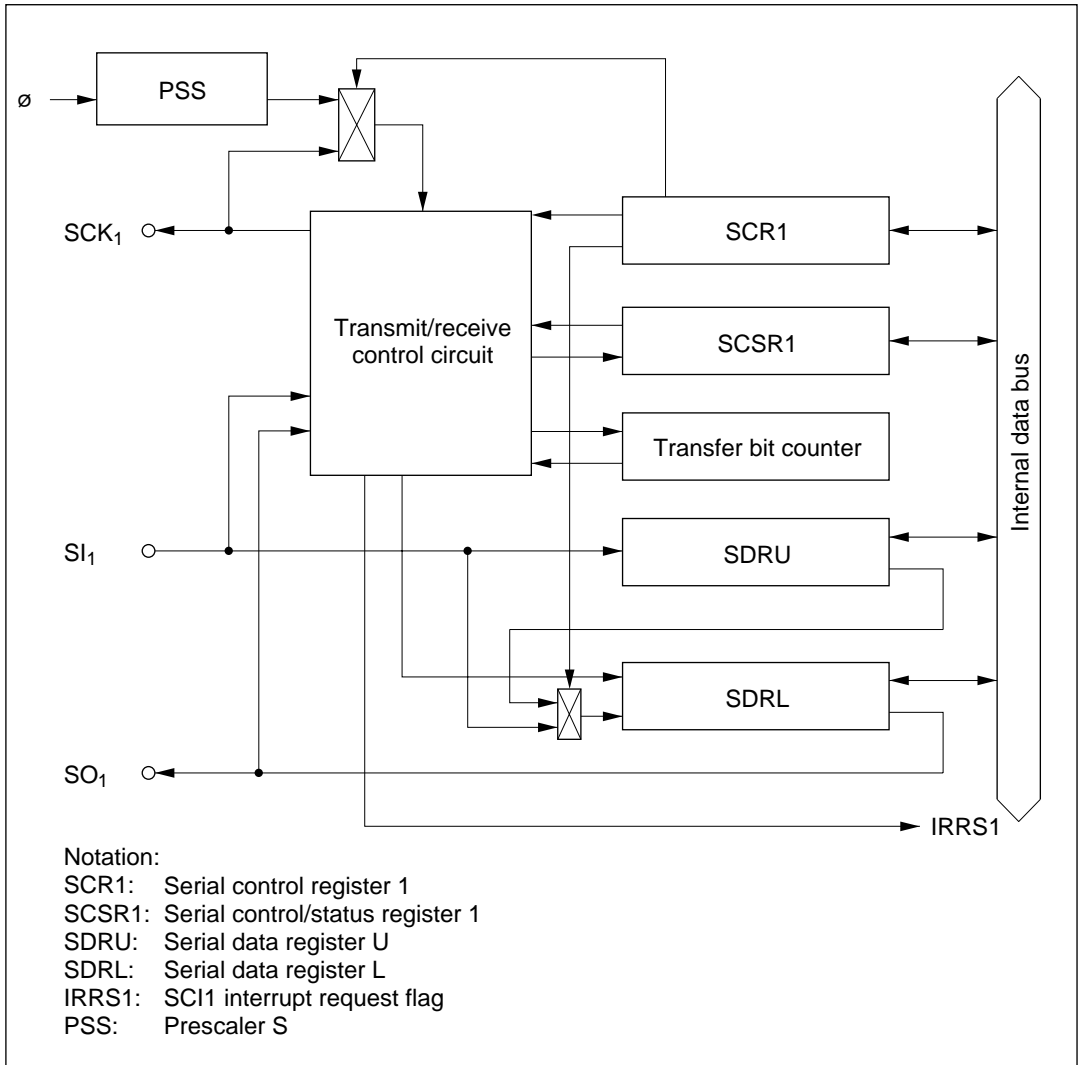 PSS
ø
SCK₁
SCR1
Transmit/receive
control circuit
SCSR1
Transfer bit counter
Internal data bus
SI₁
SDRU
SDRL
SO₁
IRRS1
Notation:
SCR1: Serial control register 1
SCSR1: Serial control/status register 1
SDRU: Serial data register U
SDRL: Serial data register L
IRRS1: SCI1 interrupt request flag
PSS: Prescaler S